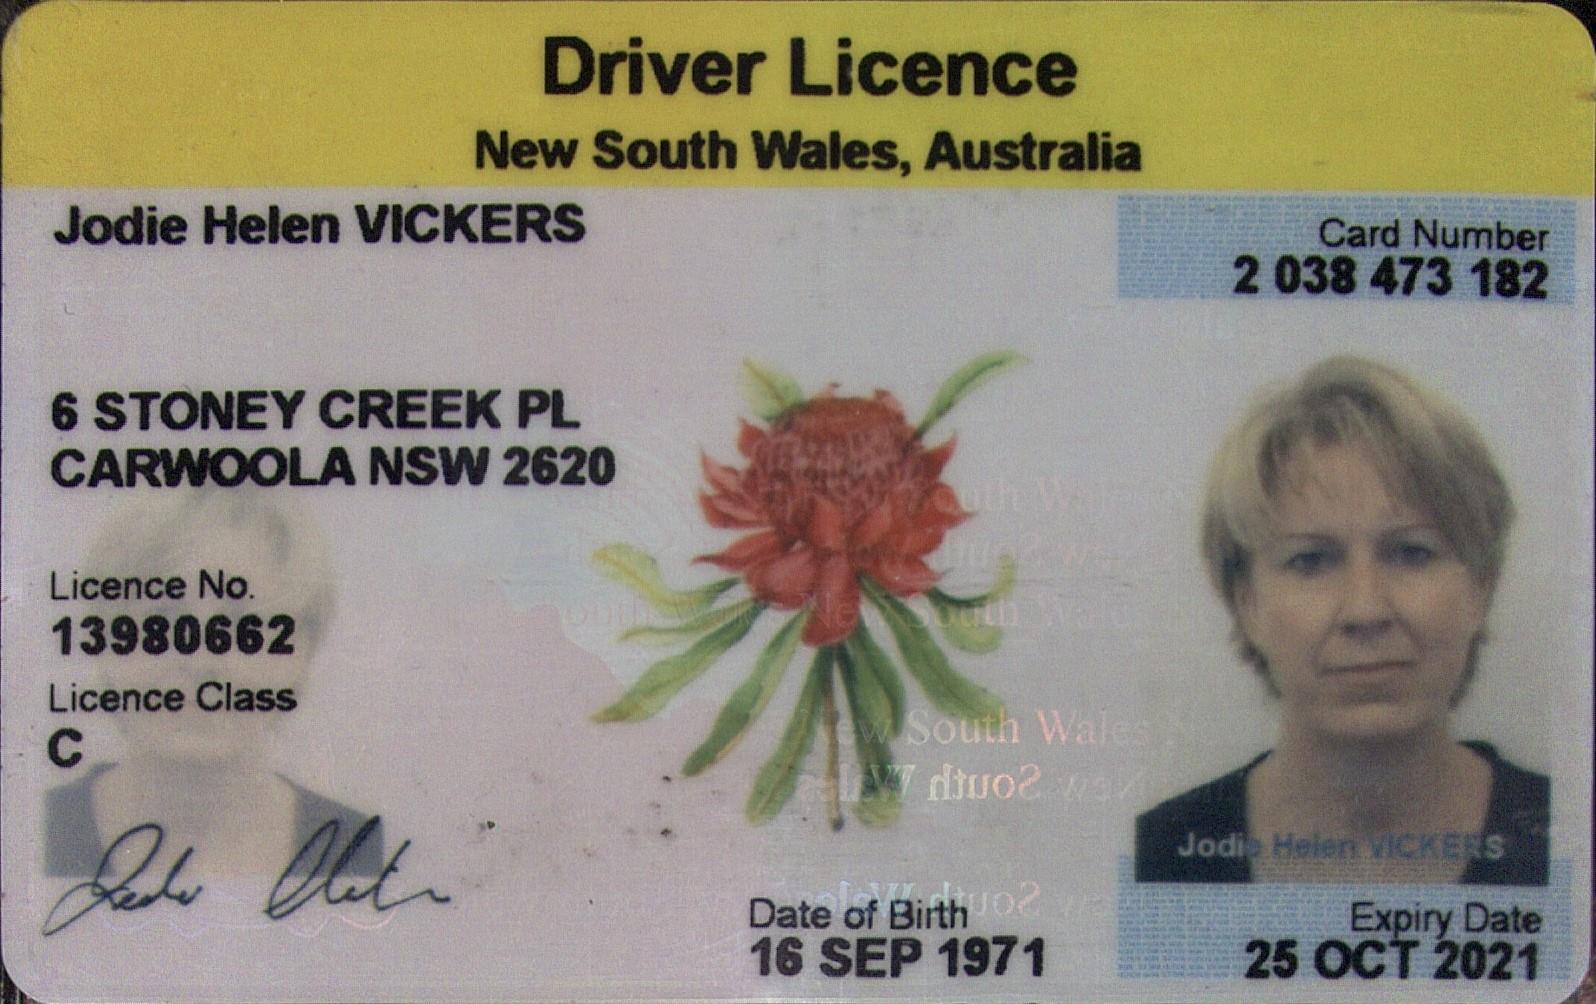 Driver Licence
New South Wales, Australia
Jodie Helen VICKERS
Card Number
2 038 473 182
6 STONEY CREEK PL
CARWOOLA NSW 2620
Licence No.
13980662
Licence Class
C
New South Wales
New South Wales
Jodie Helen VICKERS
Date of Birth
16 SEP 1971
Expiry Date
25 OCT 2021